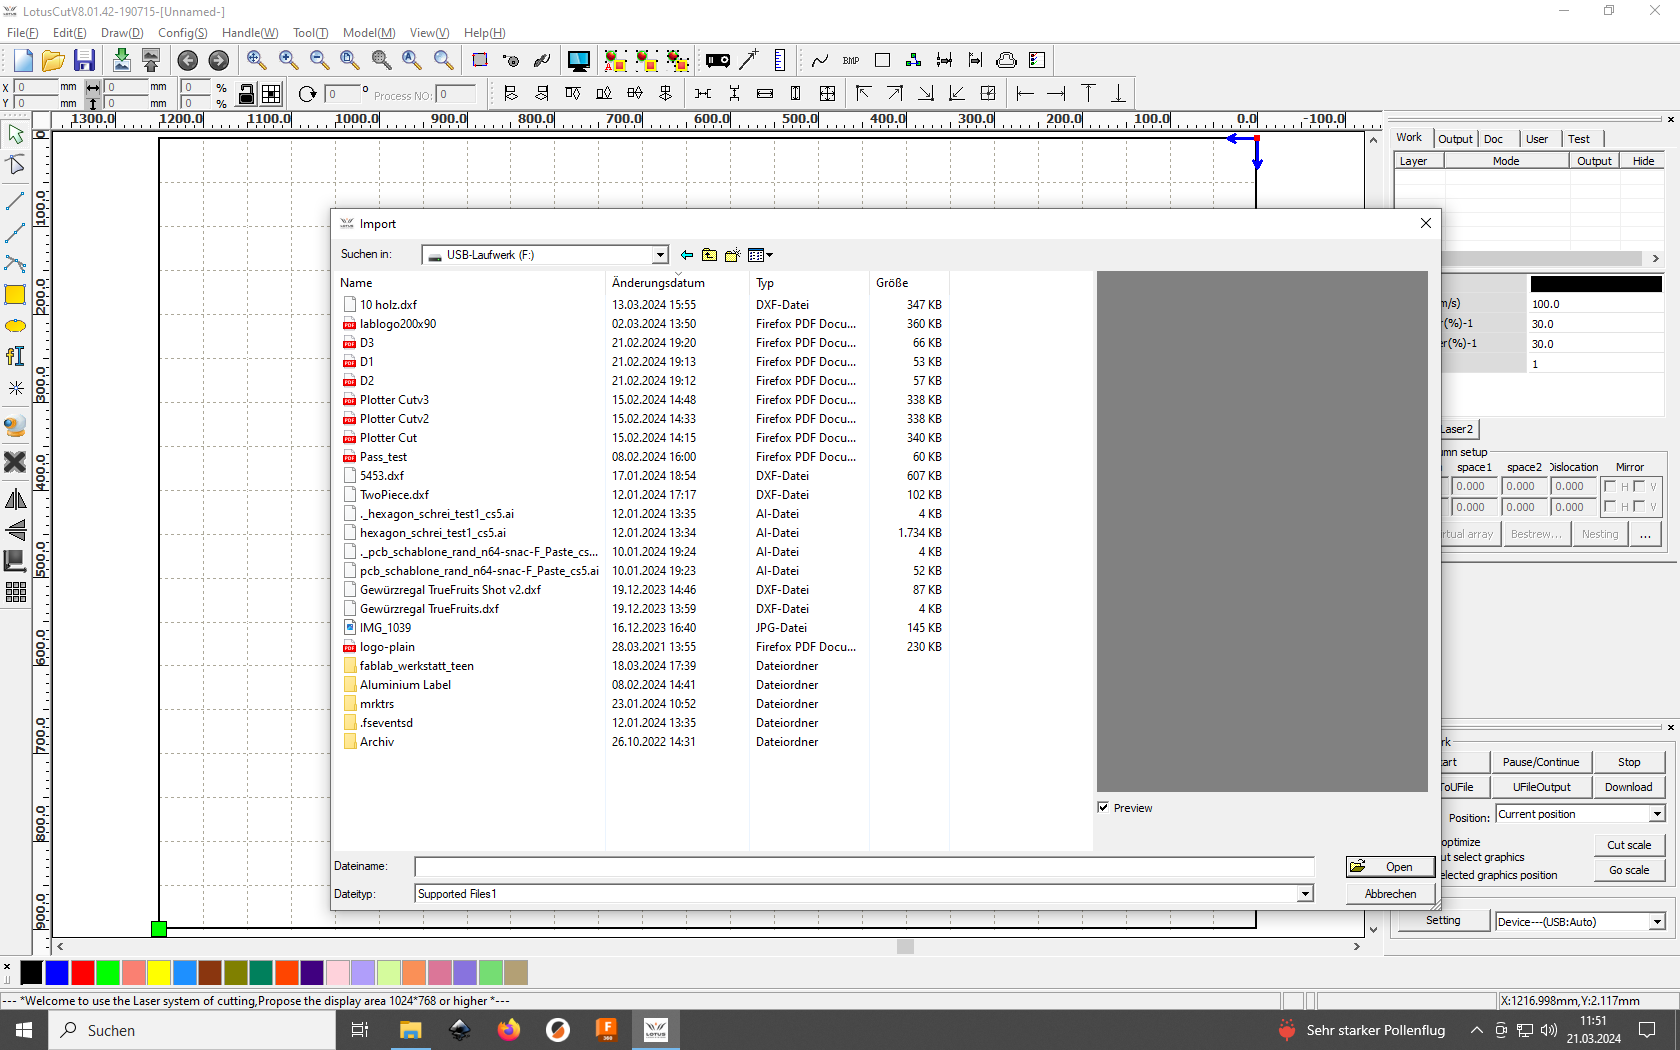 LotusCutV8.01.42-190715-[Unnamed-]
File(F) Edit(E) Draw(D) Config(S) Handle(W) Tool(T) Model(M) View(V) Help(H)
BMP
X 0 mm 0 mm 0 %
Y 0 mm 0 mm 0 %
0 ° Process NO: 0
1300.0 1200.0 1100.0 1000.0 900.0 800.0 700.0 600.0 500.0 400.0 300.0 200.0 100.0 0.0 -100.0
0
100.0
200.0
300.0
400.0
500.0
600.0
700.0
800.0
900.0
Work Output Doc User Test
Layer Mode Output Hide
m/s) 100.0
r(%)-1 30.0
er(%)-1 30.0
1
Laser2
umn setup
space1 space2 Dislocation Mirror
0.000 0.000 0.000 H V
0.000 0.000 0.000 H V
rtual array Bestrew... Nesting ...
rk
art Pause/Continue Stop
ToUFile UFileOutput Download
Position: Current position
optimize
ut select graphics
elected graphics position
Cut scale
Go scale
Setting Device---(USB:Auto)
Import
Suchen in: USB-Laufwerk (F:)
Name Änderungsdatum Typ Größe
10 holz.dxf 13.03.2024 15:55 DXF-Datei 347 KB
lablogo200x90 02.03.2024 13:50 Firefox PDF Docu... 360 KB
D3 21.02.2024 19:20 Firefox PDF Docu... 66 KB
D1 21.02.2024 19:13 Firefox PDF Docu... 53 KB
D2 21.02.2024 19:12 Firefox PDF Docu... 57 KB
Plotter Cutv3 15.02.2024 14:48 Firefox PDF Docu... 338 KB
Plotter Cutv2 15.02.2024 14:33 Firefox PDF Docu... 338 KB
Plotter Cut 15.02.2024 14:15 Firefox PDF Docu... 340 KB
Pass_test 08.02.2024 16:00 Firefox PDF Docu... 60 KB
5453.dxf 17.01.2024 18:54 DXF-Datei 607 KB
TwoPiece.dxf 12.01.2024 17:17 DXF-Datei 102 KB
._hexagon_schrei_test1_cs5.ai 12.01.2024 13:35 AI-Datei 4 KB
hexagon_schrei_test1_cs5.ai 12.01.2024 13:34 AI-Datei 1.734 KB
._pcb_schablone_rand_n64-snac-F_Paste_cs... 10.01.2024 19:24 AI-Datei 4 KB
pcb_schablone_rand_n64-snac-F_Paste_cs5.ai 10.01.2024 19:23 AI-Datei 52 KB
Gewürzregal TrueFruits Shot v2.dxf 19.12.2023 14:46 DXF-Datei 87 KB
Gewürzregal TrueFruits.dxf 19.12.2023 13:59 DXF-Datei 4 KB
IMG_1039 16.12.2023 16:40 JPG-Datei 145 KB
logo-plain 28.03.2021 13:55 Firefox PDF Docu... 230 KB
fablab_werkstatt_teen 18.03.2024 17:39 Dateiordner
Aluminium Label 08.02.2024 14:41 Dateiordner
mrktrs 23.01.2024 10:52 Dateiordner
.fseventsd 12.01.2024 13:35 Dateiordner
Archiv 26.10.2022 14:31 Dateiordner
Preview
Dateiname: Open
Dateityp: Supported Files1 Abbrechen
--- *Welcome to use the Laser system of cutting,Propose the display area 1024*768 or higher *---
X:1216.998mm,Y:2.117mm
Suchen
Sehr starker Pollenflug
11:51
21.03.2024